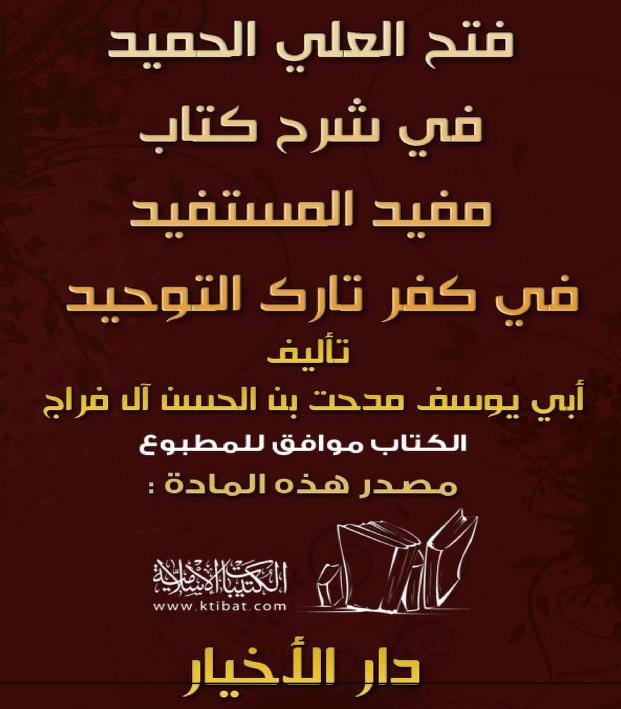 فتح العلي الحميد
في شرح كتاب
مفيد المستفيد
في كفر تارك التوحيد
تأليف
أبي يوسف مدحت بن الحسن آل فراج
الكتاب موافق للمطبوع
مصدر هذه المادة :
الكتيبات الإسلامية
www.ktibat.com
دار الأخيار